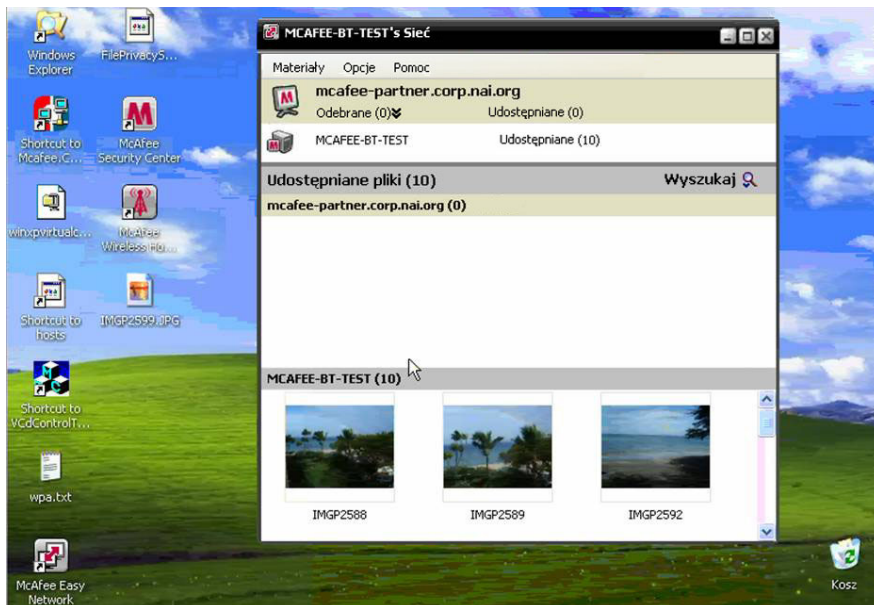 Windows
Explorer
FilePrivacyS...
Shortcut to
Mcafee.C...
McAfee
Security Center
winxpvirtualc...
McAfee
Wireless Ho...
Shortcut to
hosts
IMGP2599.JPG
Shortcut to
VCdControlT...
wpa.txt
McAfee Easy
Network
MCAFEE-BT-TEST's Sieć
Materiały Opcje Pomoc
mcafee-partner.corp.nai.org
Odebrane (0) Udostępniane (0)
MCAFEE-BT-TEST Udostępniane (10)
Udostępniane pliki (10) Wyszukaj
mcafee-partner.corp.nai.org (0)
MCAFEE-BT-TEST (10)
IMGP2588 IMGP2589 IMGP2592
Kosz